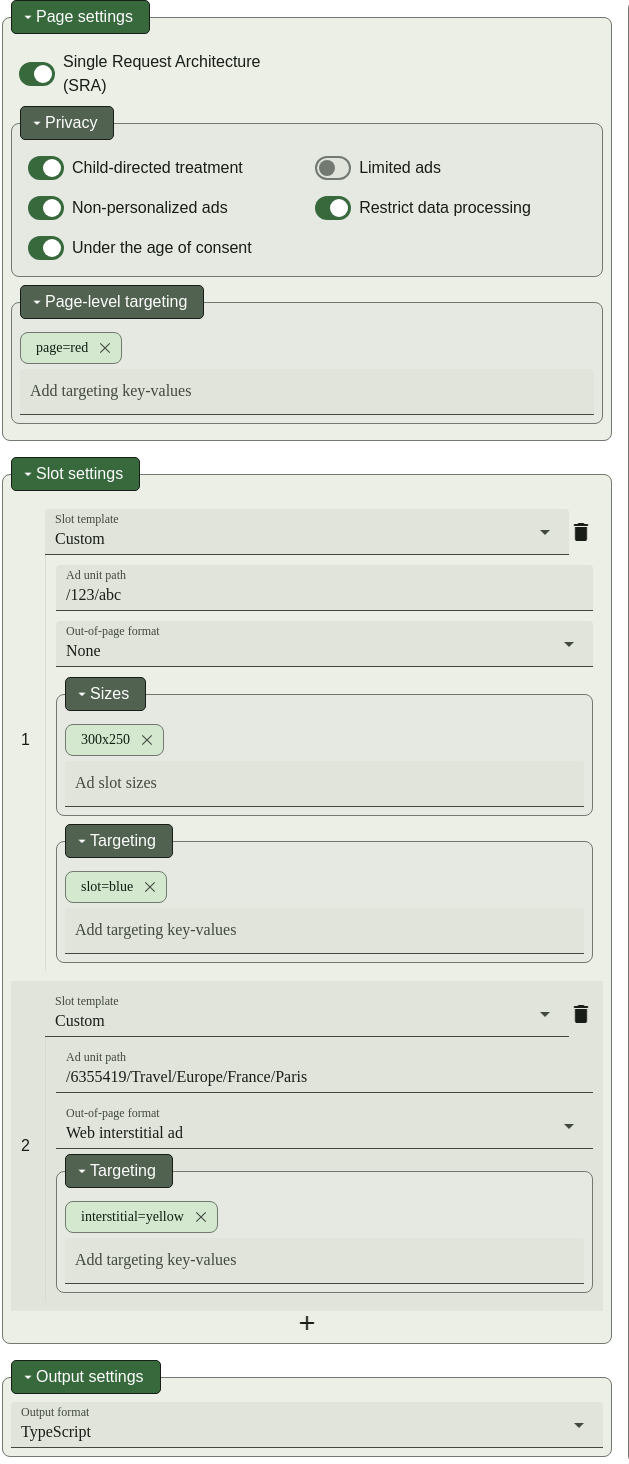 Page settings
Single Request Architecture
(SRA)
Privacy
Child-directed treatment
Limited ads
Non-personalized ads
Restrict data processing
Under the age of consent
Page-level targeting
page=red
Add targeting key-values
Slot settings
1
Slot template
Custom
Ad unit path
/123/abc
Out-of-page format
None
Sizes
300x250
Ad slot sizes
Targeting
slot=blue
Add targeting key-values
2
Slot template
Custom
Ad unit path
/6355419/Travel/Europe/France/Paris
Out-of-page format
Web interstitial ad
Targeting
interstitial=yellow
Add targeting key-values
+
Output settings
Output format
TypeScript